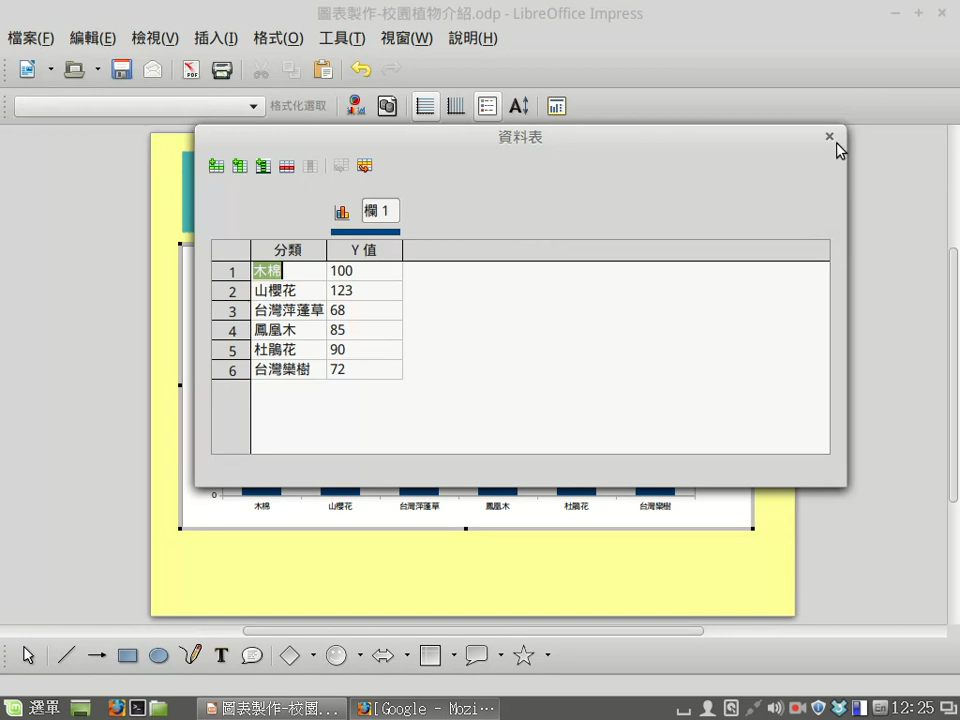 圖表製作-校園植物介紹.odp - LibreOffice Impress
檔案(F) 編輯(E) 檢視(V) 插入(I) 格式(O) 工具(T) 視窗(W) 說明(H)
PDF
格式化選取
資料表
欄 1
分類 Y 值
1 木棉 100
2 山櫻花 123
3 台灣萍蓬草 68
4 鳳凰木 85
5 杜鵑花 90
6 台灣欒樹 72
0
木棉 山櫻花 台灣萍蓬草 鳳凰木 杜鵑花 台灣欒樹
選單 圖表製作-校園... [Google - Mozi... En 12:25